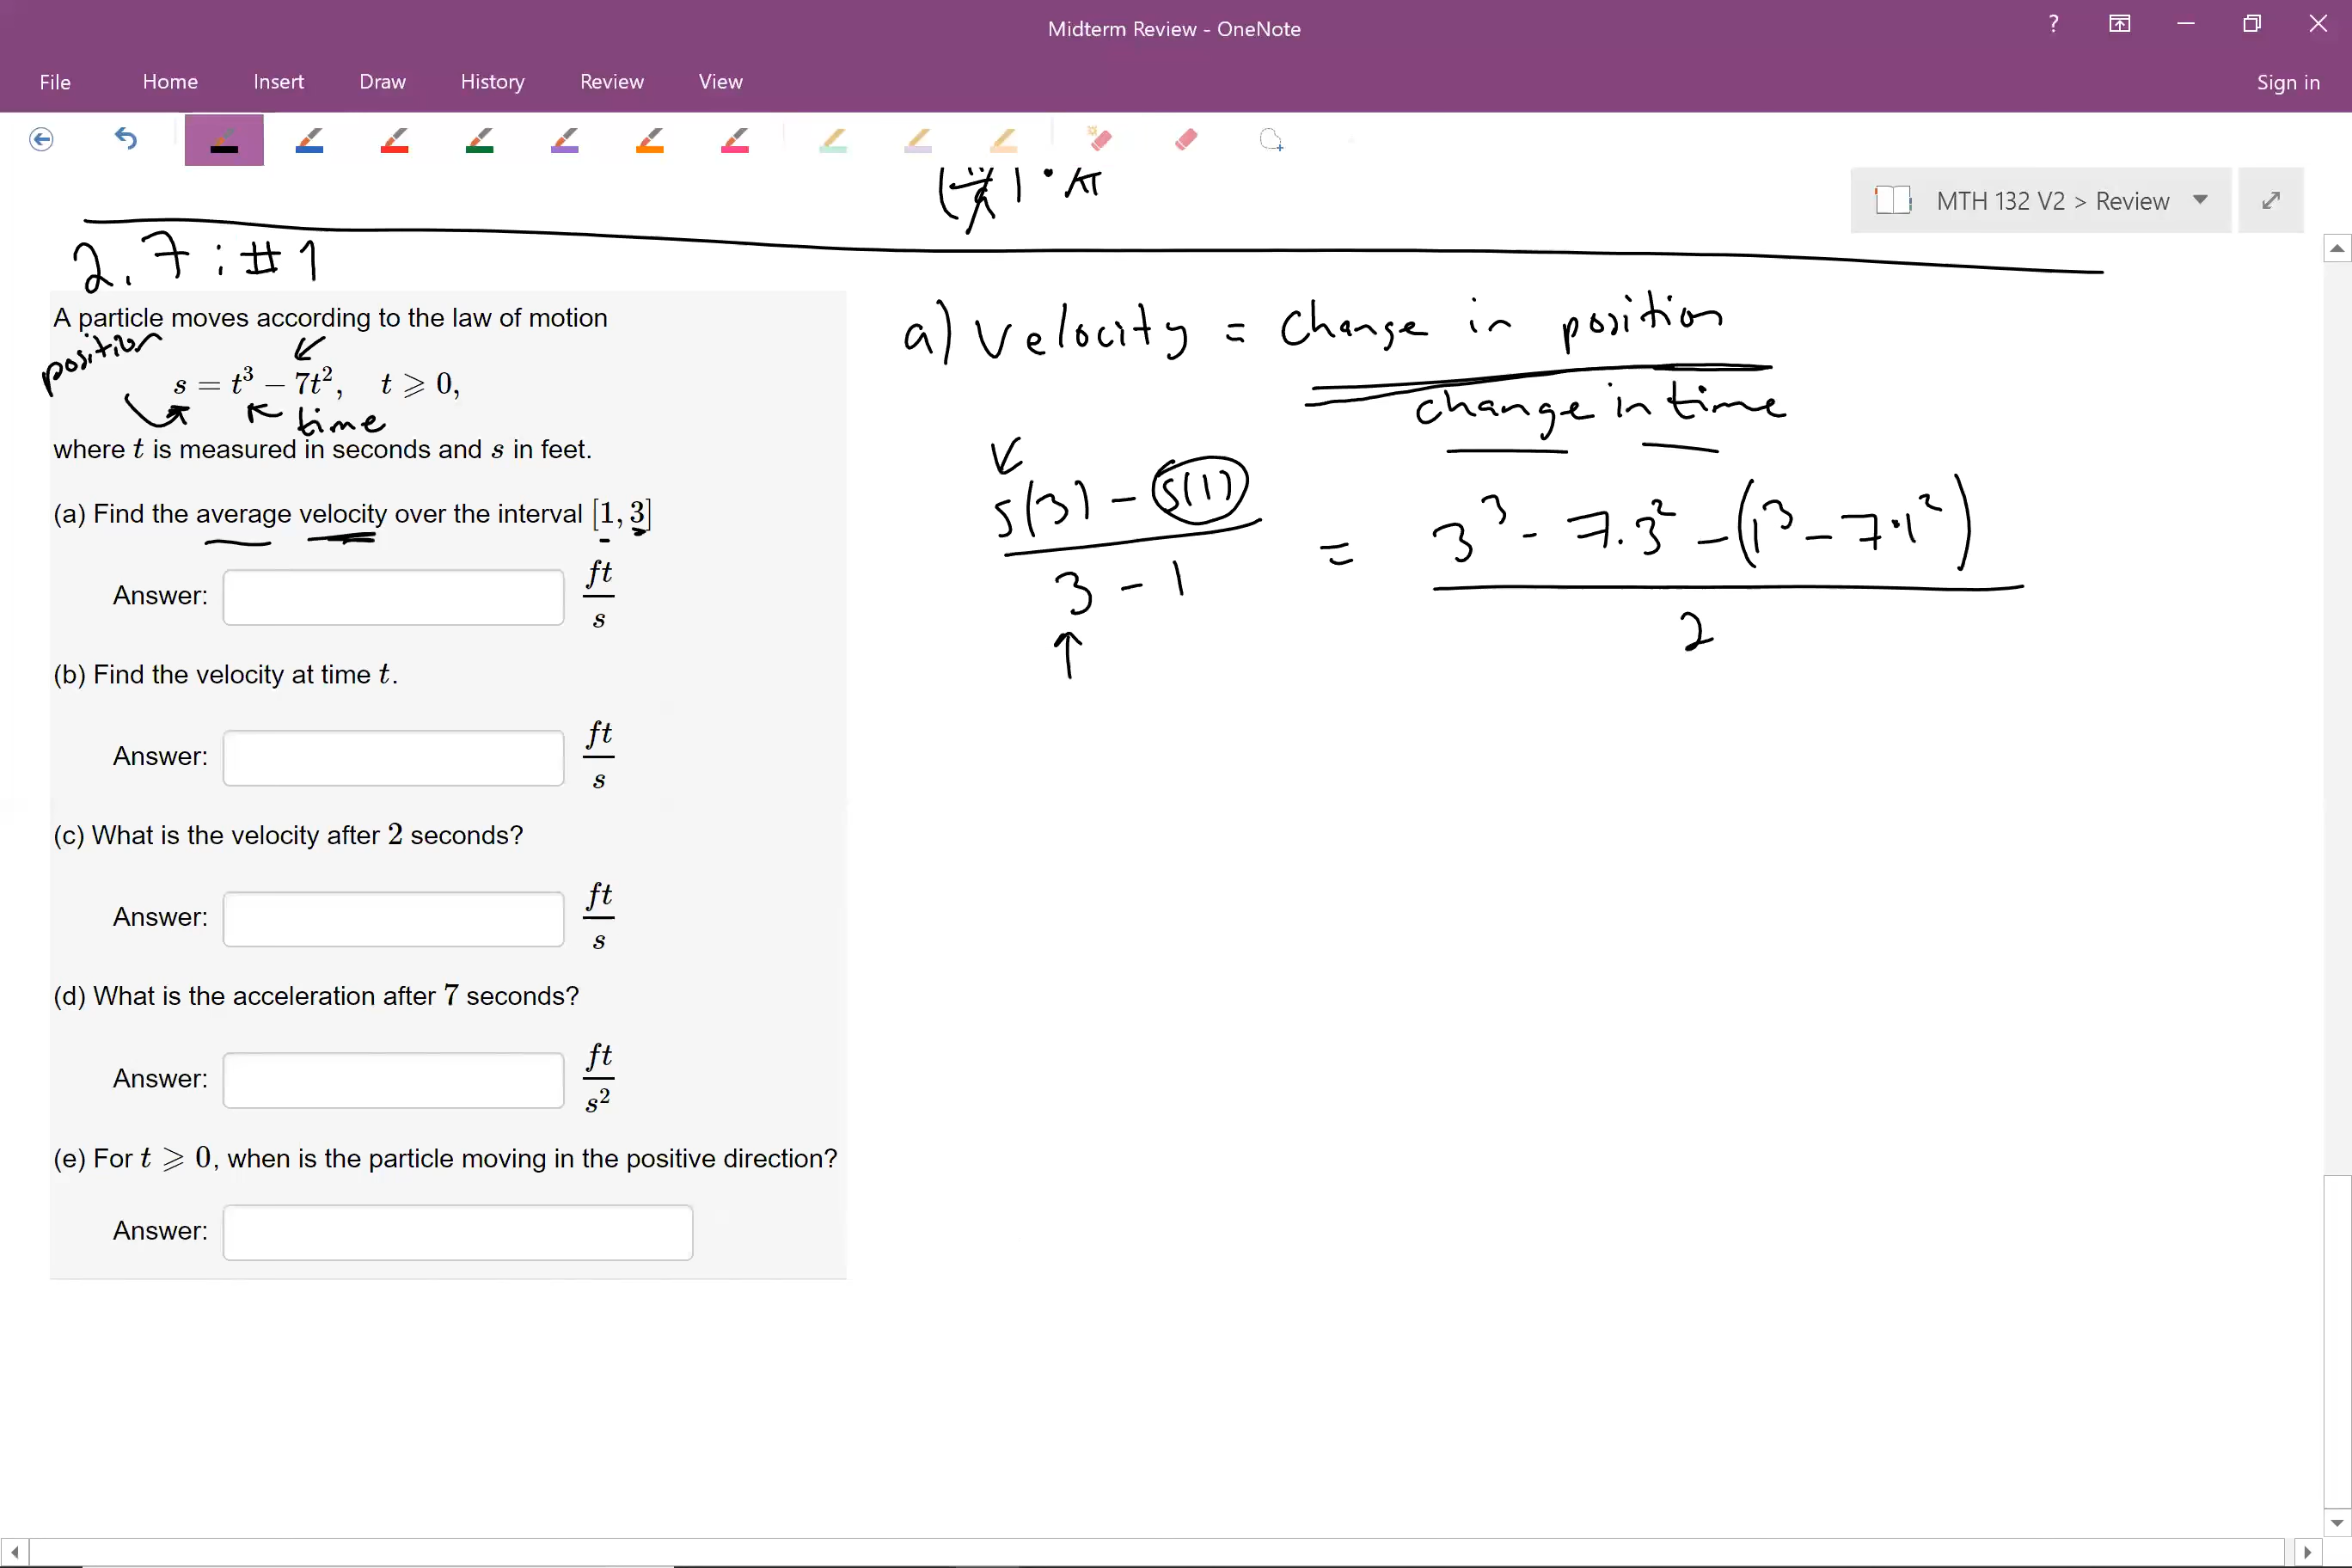 Midterm Review - OneNote
?
File Home Insert Draw History Review View Sign in
MTH 132 V2 > Review
2.7 : #1
A particle moves according to the law of motion
position
s = t³ − 7t², t ⩾ 0,
time
where t is measured in seconds and s in feet.
(a) Find the average velocity over the interval [1, 3]
Answer: ft/s
(b) Find the velocity at time t.
Answer: ft/s
(c) What is the velocity after 2 seconds?
Answer: ft/s
(d) What is the acceleration after 7 seconds?
Answer: ft/s²
(e) For t ⩾ 0, when is the particle moving in the positive direction?
Answer:
a) Velocity = change in position
change in time
s(3) - s(1)
3 - 1
= 3³ - 7·3² - (1³ - 7·1²)
2